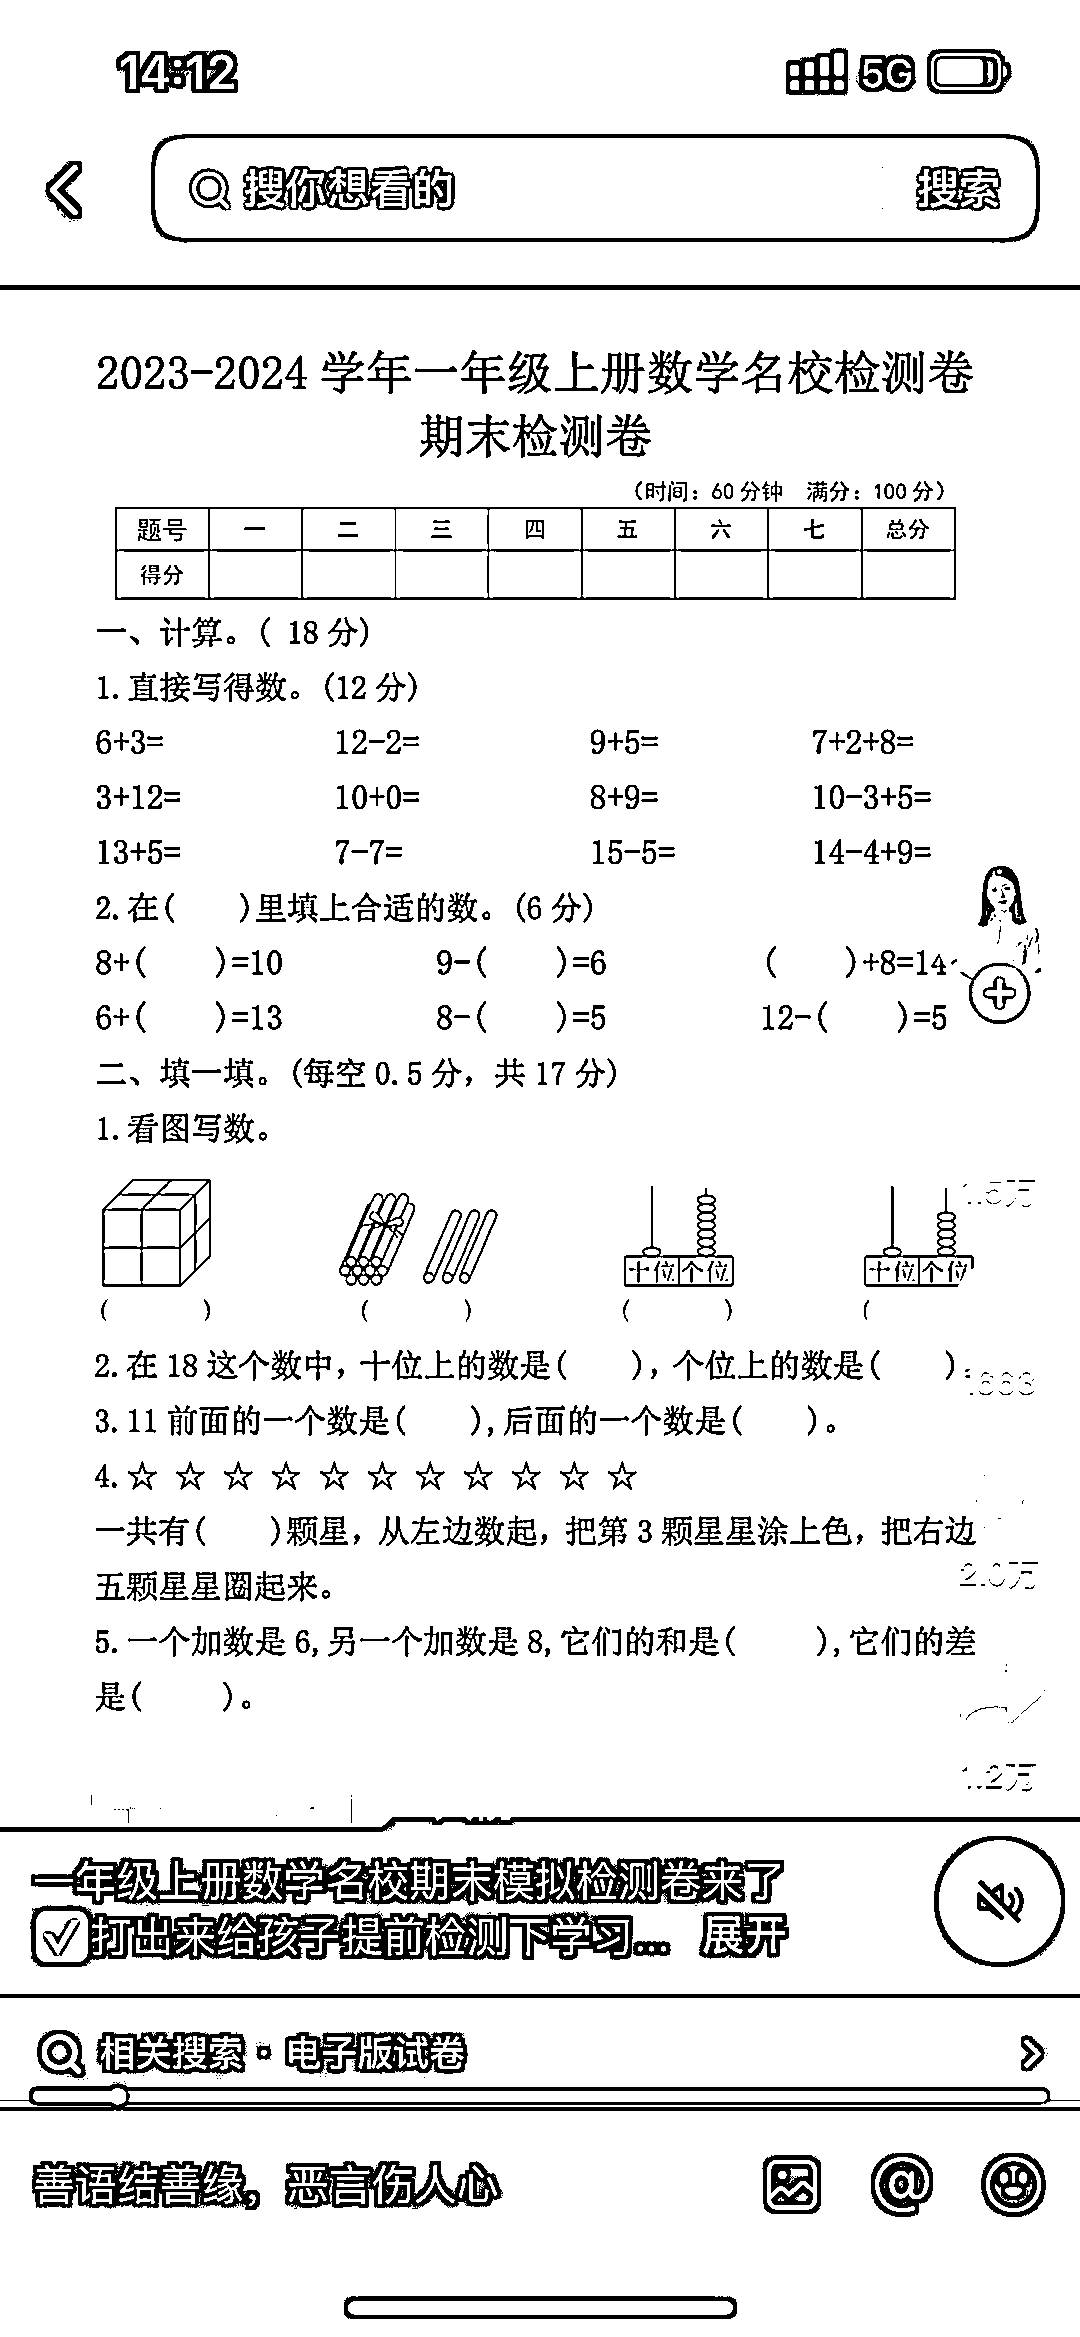 14:12 5G
搜你想看的 搜索
2023-2024 学年一年级上册数学名校检测卷
期末检测卷
（时间：60 分钟 满分：100 分）
题号 一 二 三 四 五 六 七 总分
得分
一、计算。( 18 分)
1.直接写得数。(12 分)
6+3= 12-2= 9+5= 7+2+8=
3+12= 10+0= 8+9= 10-3+5=
13+5= 7-7= 15-5= 14-4+9=
2.在( )里填上合适的数。(6 分)
8+( )=10 9-( )=6 ( )+8=14
6+( )=13 8-( )=5 12-( )=5
二、填一填。(每空 0.5 分，共 17 分)
1.看图写数。
十位 个位 十位 个位
( ) ( ) ( ) (
1.5万
2.在 18 这个数中，十位上的数是( )，个位上的数是( )
3.11 前面的一个数是( ),后面的一个数是( )。
4.☆ ☆ ☆ ☆ ☆ ☆ ☆ ☆ ☆ ☆ ☆
一共有( )颗星，从左边数起，把第 3 颗星星涂上色，把右边
五颗星星圈起来。
2.0万
5.一个加数是 6,另一个加数是 8,它们的和是( ),它们的差
是( )。
1.2万
一年级上册数学名校期末模拟检测卷来了
打出来给孩子提前检测下学习... 展开
相关搜索 · 电子版试卷
善语结善缘，恶言伤人心